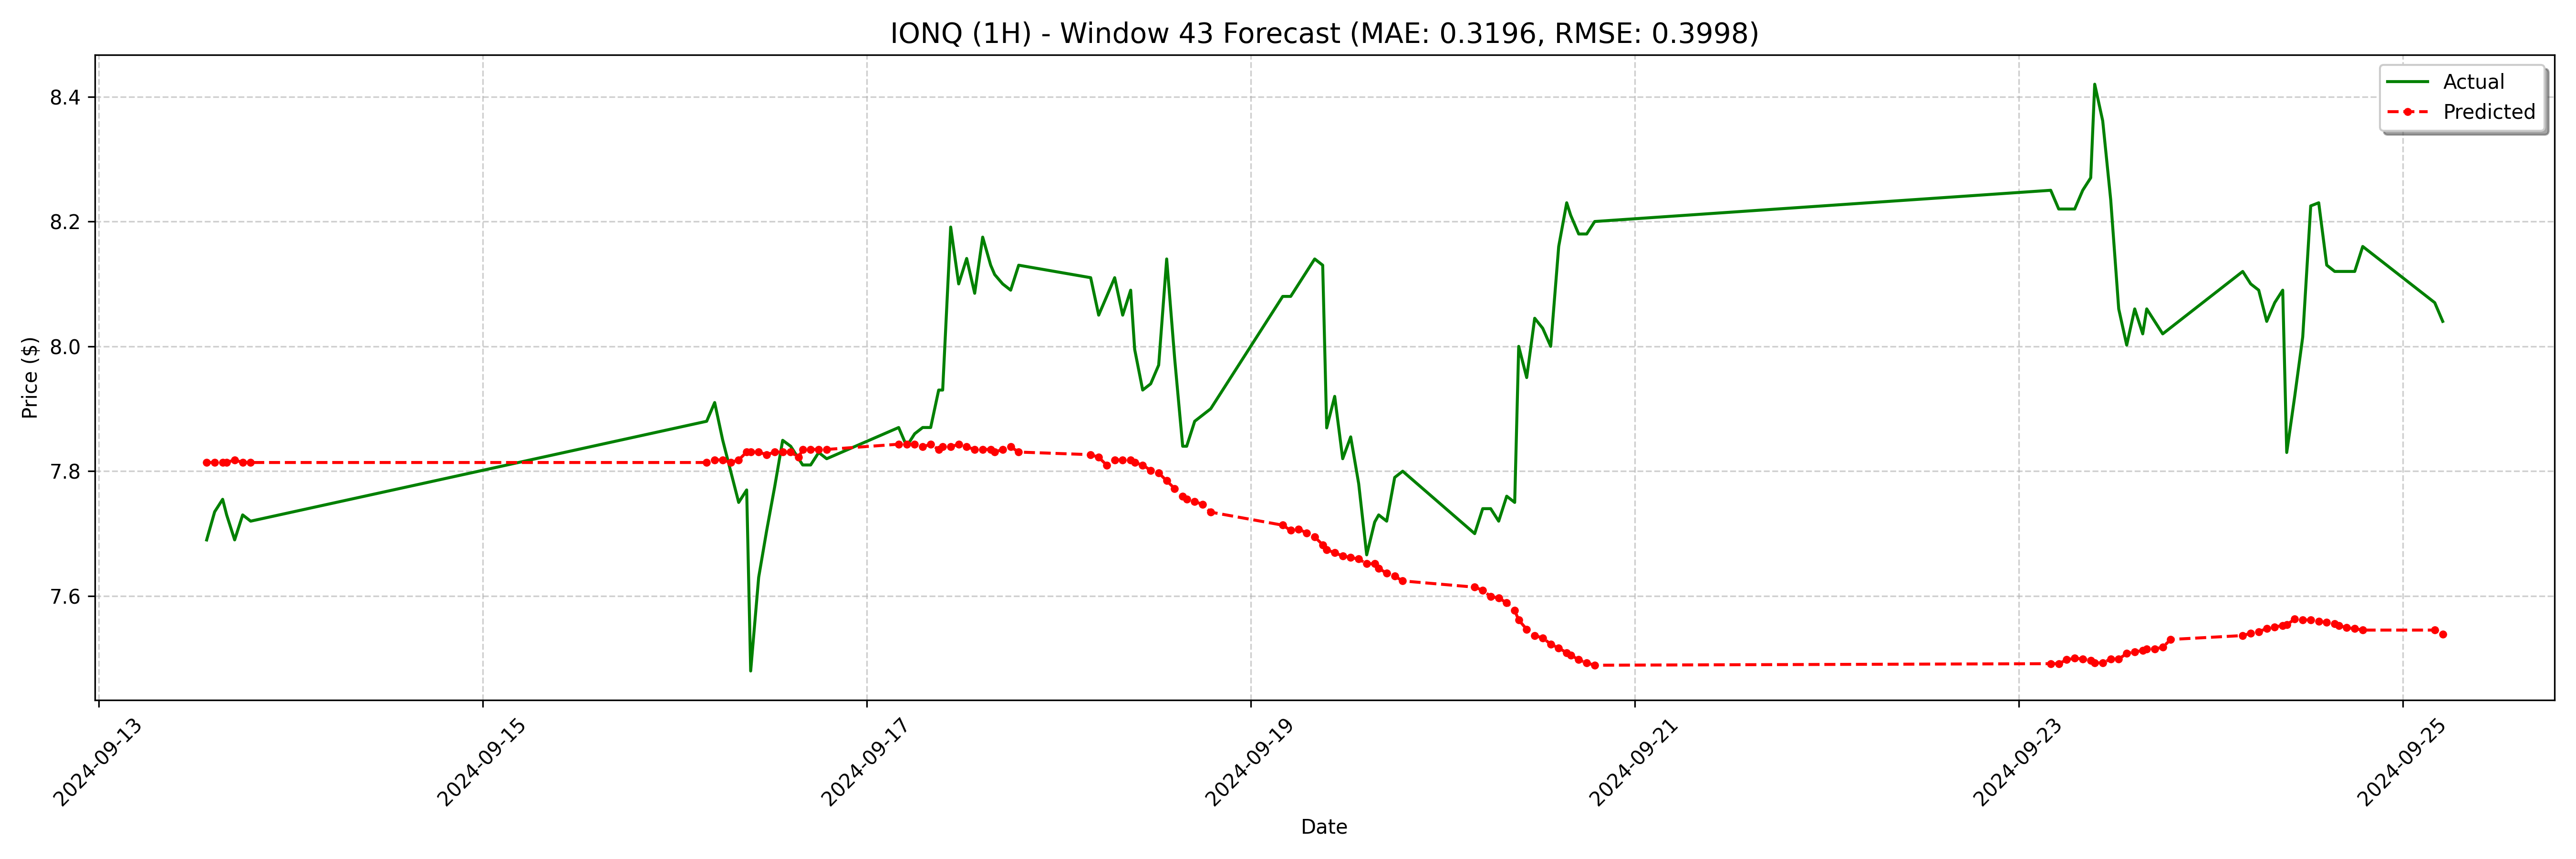 IONQ (1H) - Window 43 Forecast (MAE: 0.3196, RMSE: 0.3998)
Actual
Predicted
Price ($)
8.4
8.2
8.0
7.8
7.6
2024-09-13
2024-09-15
2024-09-17
2024-09-19
2024-09-21
2024-09-23
2024-09-25
Date